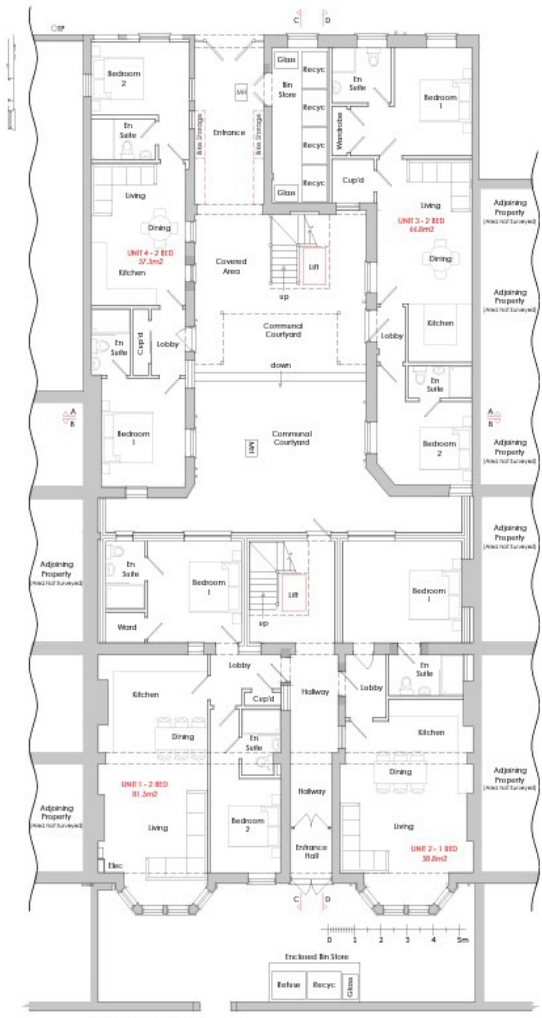 C D
Bedroom
2
En
Suite
Living
Dining
UNIT 4 - 2 BED
57.3m2
Kitchen
En
Suite
Cup'd
Lobby
Bedroom
1
Bike Storage
Entrance
MH
Bike Storage
Glass
Bin
Store
Glass
Recyc
Recyc
Recyc
Recyc
En
Suite
Bedroom
1
Wardrobe
Cup'd
Living
UNIT 3 - 2 BED
66.8m2
Dining
Kitchen
Lobby
En
Suite
Bedroom
2
Covered
Area
Lift
up
Communal
Courtyard
down
Communal
Courtyard
MH
A
B
A
B
Adjoining
Property
(Area Not Surveyed)
Adjoining
Property
(Area Not Surveyed)
Adjoining
Property
(Area Not Surveyed)
Adjoining
Property
(Area Not Surveyed)
Adjoining
Property
(Area Not Surveyed)
En
Suite
Bedroom
1
Ward
Lift
up
Bedroom
1
Lobby
Cup'd
Kitchen
Dining
En
Suite
UNIT 1 - 2 BED
81.3m2
Living
Bedroom
2
Elec
Hallway
Hallway
Entrance
Hall
Lobby
En
Suite
Kitchen
Dining
Living
UNIT 2 - 1 BED
58.8m2
Adjoining
Property
(Area Not Surveyed)
Adjoining
Property
(Area Not Surveyed)
C D
0 1 2 3 4 5m
Enclosed Bin Store
Refuse
Recyc
Glass